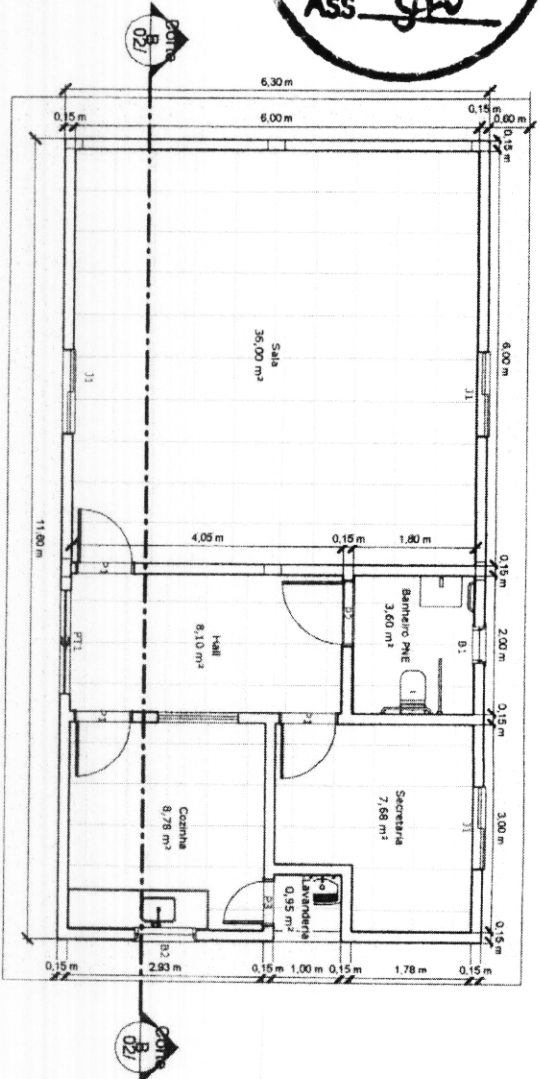 ASS
Corte
B
02/
6,30 m
0,15 m
6,00 m
0,15 m
0,60 m
0,15 m
Sala
36,00 m²
J1
J1
6,00 m
11,60 m
4,05 m
0,15 m
1,80 m
P1
0,15 m
Hall
8,10 m²
PT1
P2
Banheiro PNE
3,60 m²
B1
2,00 m
P1
P1
0,15 m
Cozinha
8,78 m²
Secretaria
7,68 m²
J1
3,00 m
P3
Lavanderia
0,95 m²
B2
0,15 m
0,15 m
2,93 m
0,15 m
1,00 m
0,15 m
1,78 m
0,15 m
Corte
B
02/